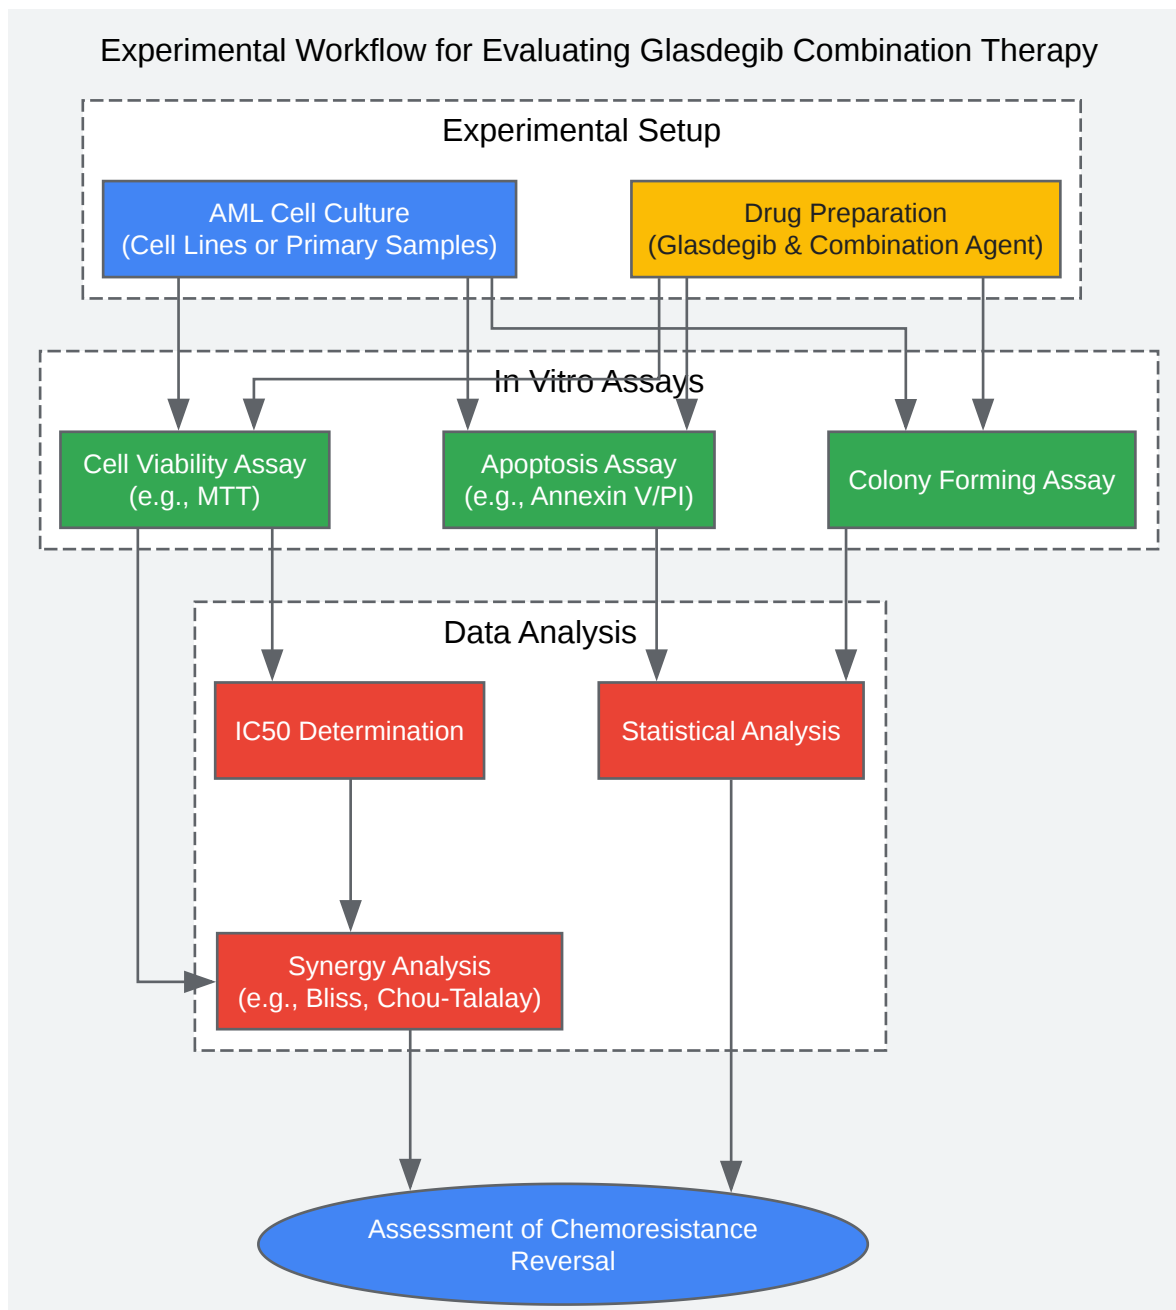 Experimental Workflow for Evaluating Glasdegib Combination Therapy
Experimental Setup
AML Cell Culture
(Cell Lines or Primary Samples)
Drug Preparation
(Glasdegib & Combination Agent)
In Vitro Assays
Cell Viability Assay
(e.g., MTT)
Apoptosis Assay
(e.g., Annexin V/PI)
Colony Forming Assay
Data Analysis
IC50 Determination
Statistical Analysis
Synergy Analysis
(e.g., Bliss, Chou-Talalay)
Assessment of Chemoresistance
Reversal